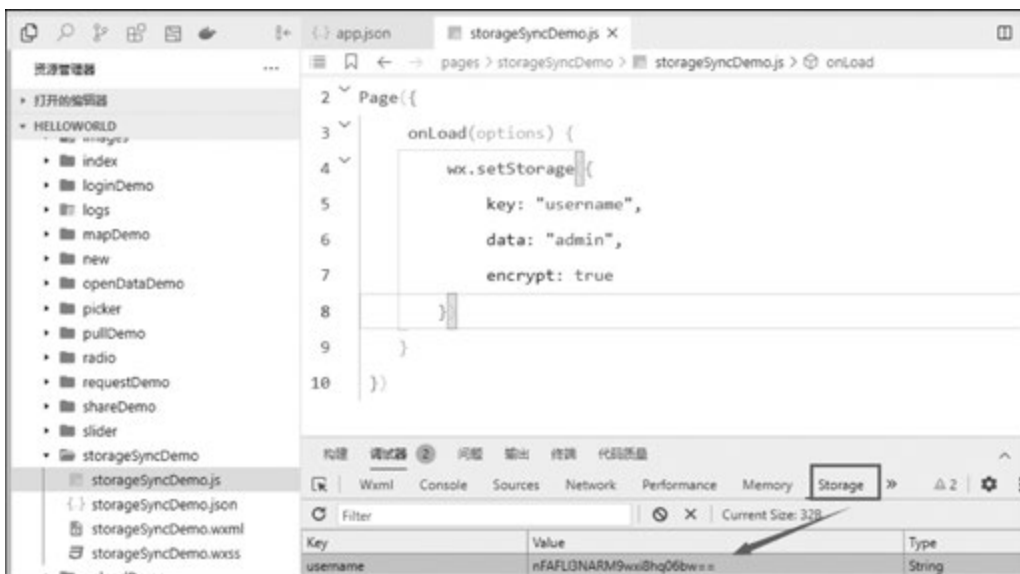 app.json
storageSyncDemo.js ×
资源管理器 ···
pages > storageSyncDemo > storageSyncDemo.js > onLoad
打开的编辑器
HELLOWORLD
images
index
loginDemo
logs
mapDemo
new
openDataDemo
picker
pullDemo
radio
requestDemo
shareDemo
slider
storageSyncDemo
storageSyncDemo.js
storageSyncDemo.json
storageSyncDemo.wxml
storageSyncDemo.wxss
2 Page({
3 onLoad(options) {
4 wx.setStorage({
5 key: "username",
6 data: "admin",
7 encrypt: true
8 })
9 }
10 })
构建 调试器 2 问题 输出 终端 代码质量
Wxml Console Sources Network Performance Memory Storage » 2
Filter Current Size: 32B
Key Value Type
username String